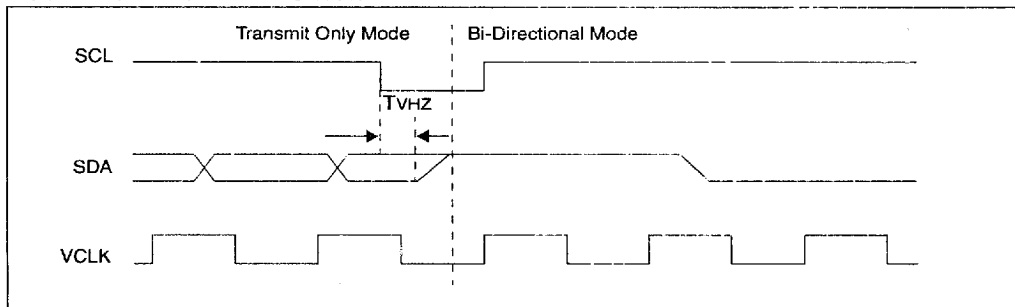 Transmit Only Mode
Bi-Directional Mode
SCL
TVHZ
SDA
VCLK